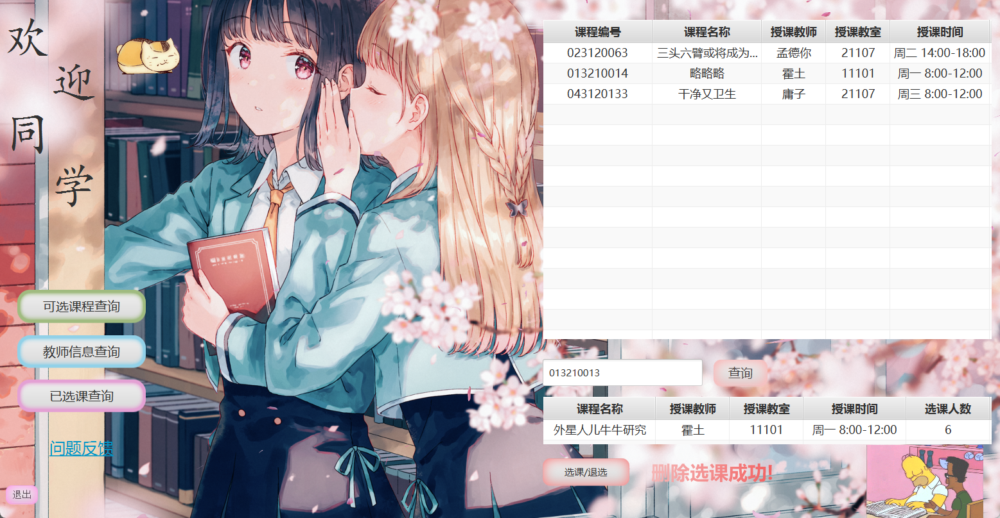 欢
迎
同
学
可选课程查询
教师信息查询
已选课查询
问题反馈
退出
课程编号 课程名称 授课教师 授课教室 授课时间
023120063 三头六臂或将成为... 孟德你 21107 周二 14:00-18:00
013210014 略略略 霍土 11101 周一 8:00-12:00
043120133 干净又卫生 庸子 21107 周三 8:00-12:00
013210013 查询
课程名称 授课教师 授课教室 授课时间 选课人数
外星人儿牛牛研究 霍土 11101 周一 8:00-12:00 6
选课/退选 删除选课成功!